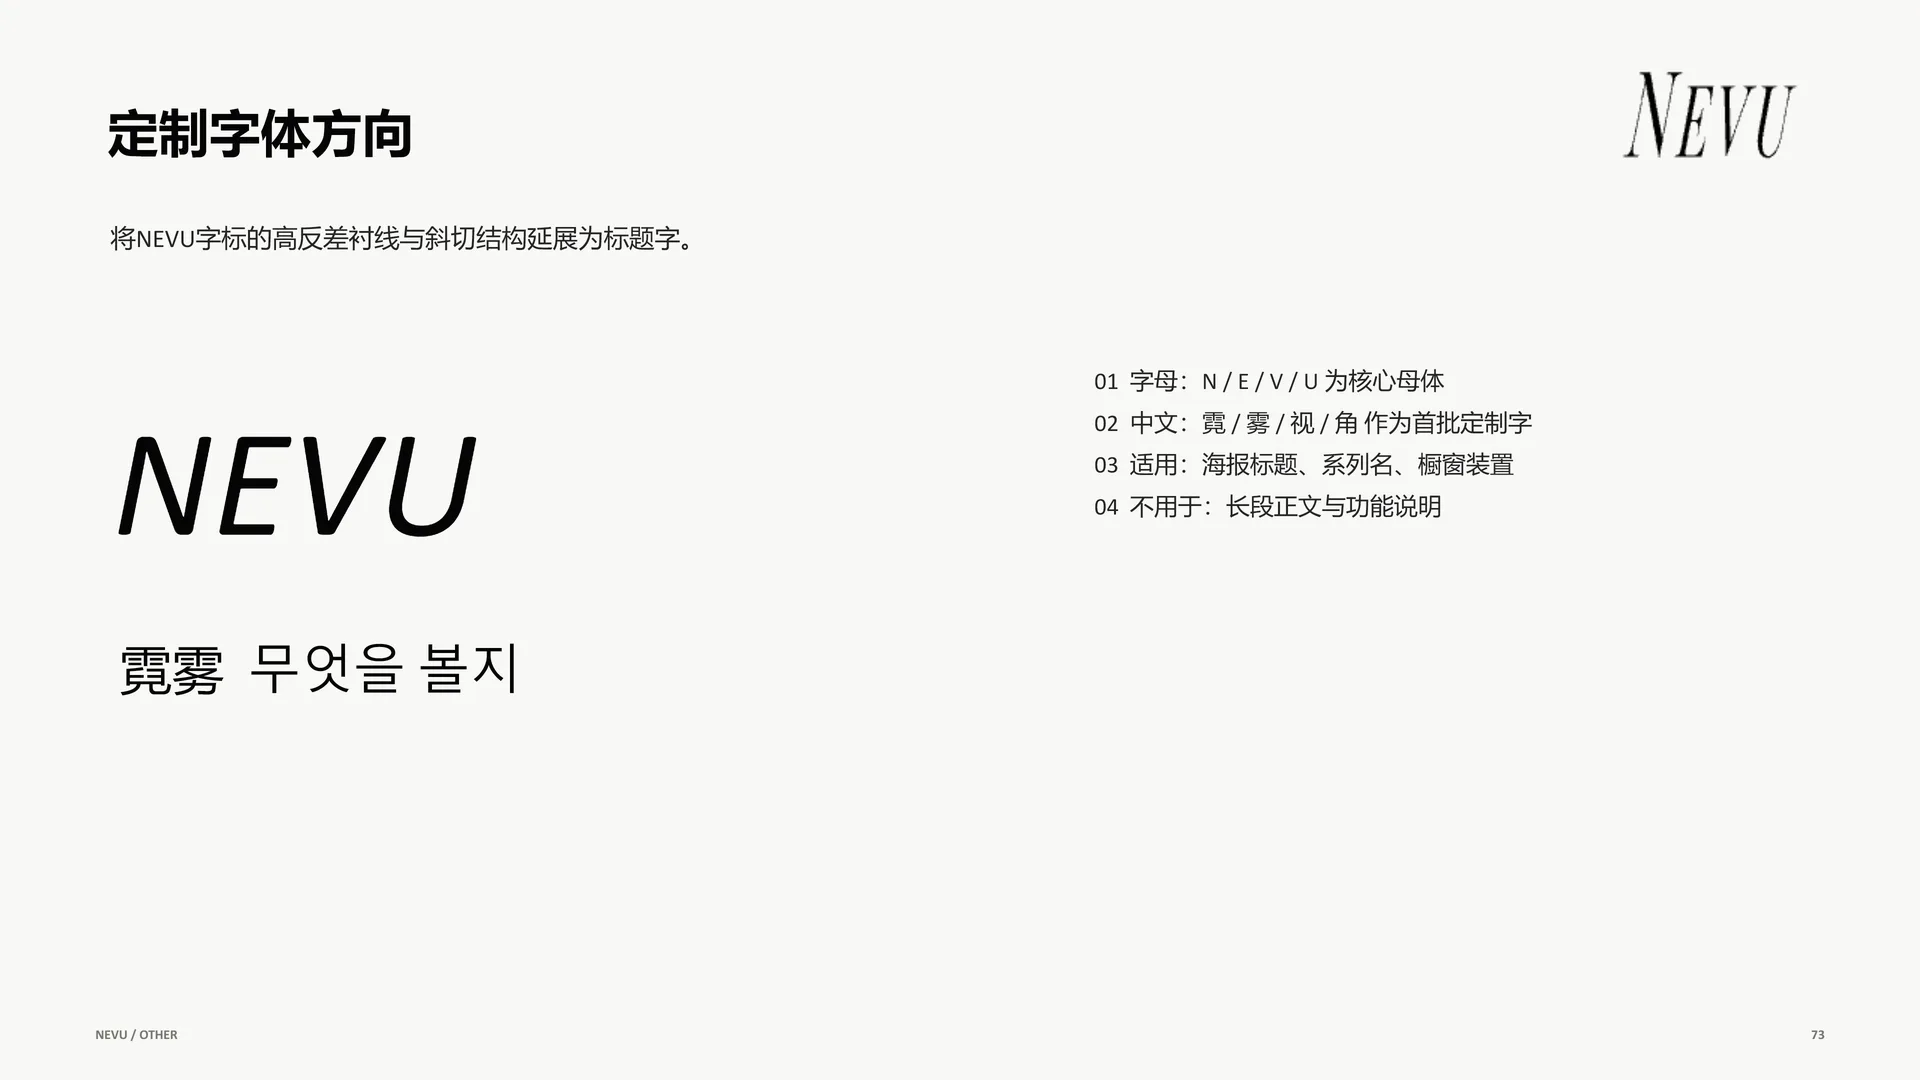 定制字体方向
NEVU
将NEVU字标的高反差衬线与斜切结构延展为标题字。
01 字母：N / E / V / U 为核心母体
02 中文：霓 / 雾 / 视 / 角 作为首批定制字
03 适用：海报标题、系列名、橱窗装置
04 不用于：长段正文与功能说明
NEVU
霓雾 무엇을 볼지
NEVU / OTHER
73